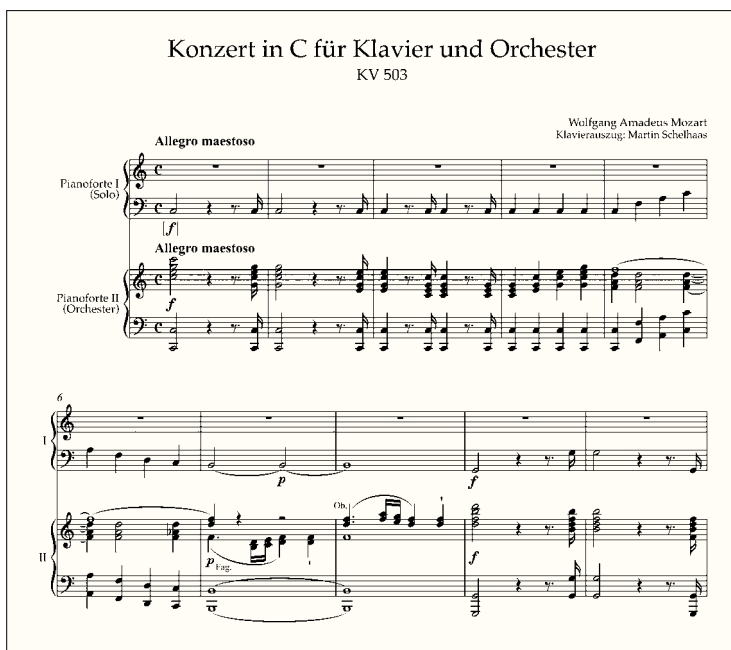 Konzert in C für Klavier und Orchester
KV 503
Wolfgang Amadeus Mozart
Klavierauszug: Martin Schelhaas
Allegro maestoso
Pianoforte I
(Solo)
[f]
Allegro maestoso
Pianoforte II
(Orchester)
f
6
I
p
f
Ob.
II
p
Fag.
f